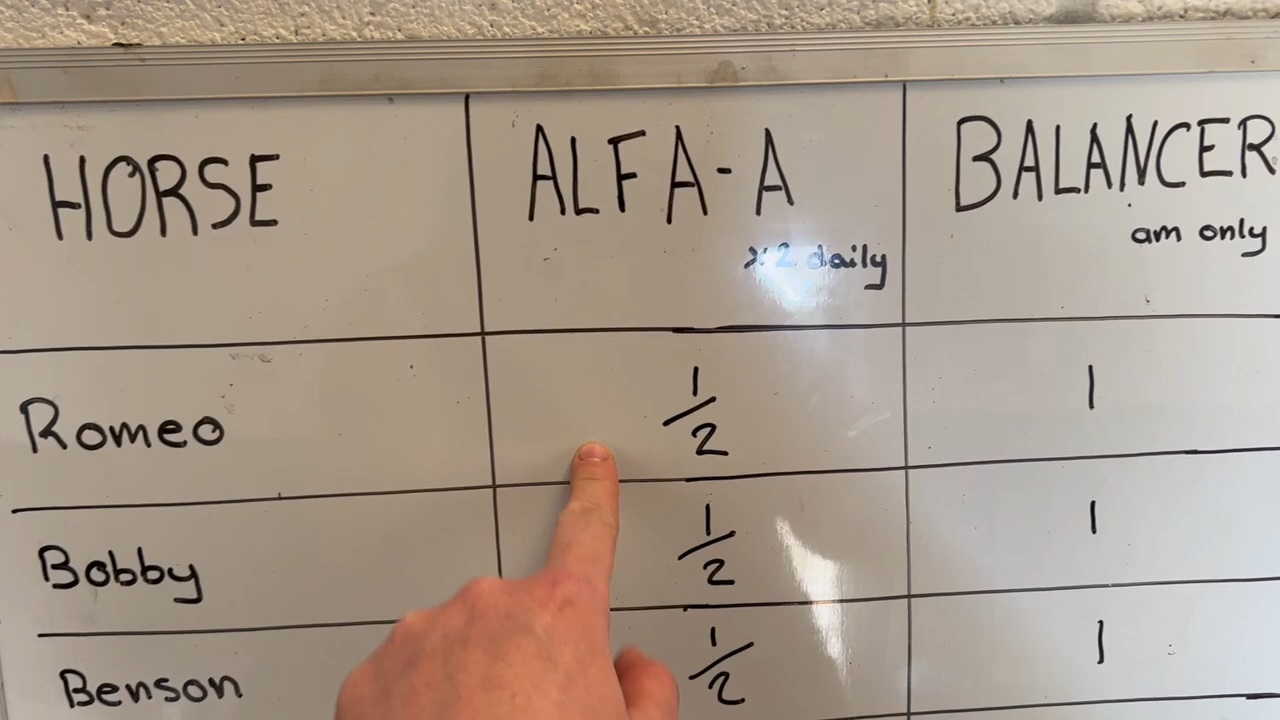 HORSE ALFA-A BALANCER
x2 daily am only
Romeo 1/2 1
Bobby 1/2 1
Benson 1/2 1